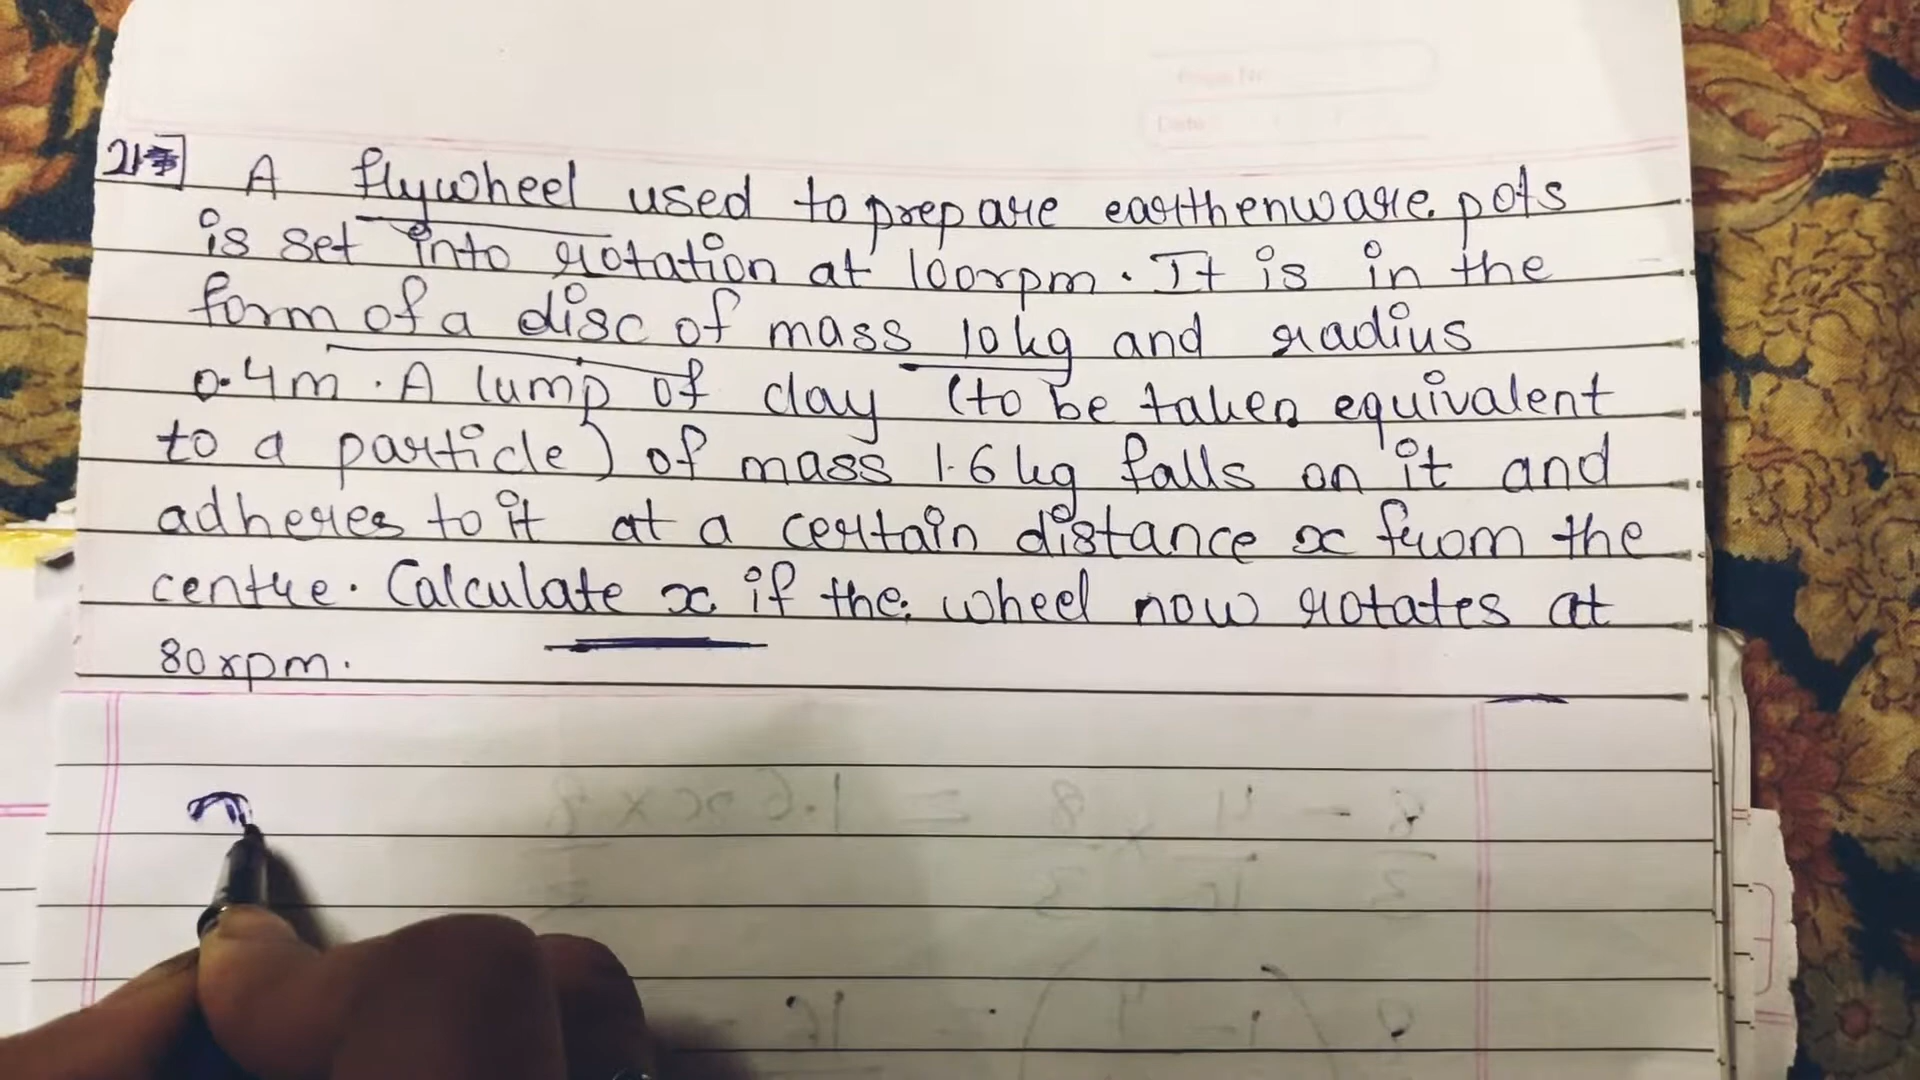 A flywheel used to prepare earthenware pots
is set into rotation at 100rpm. It is in the
form of a disc of mass 10kg and radius
0.4m. A lump of clay (to be taken equivalent
to a particle) of mass 1.6kg falls on it and
adheres to it at a certain distance x from the
centre. Calculate x if the wheel now rotates at
80rpm.